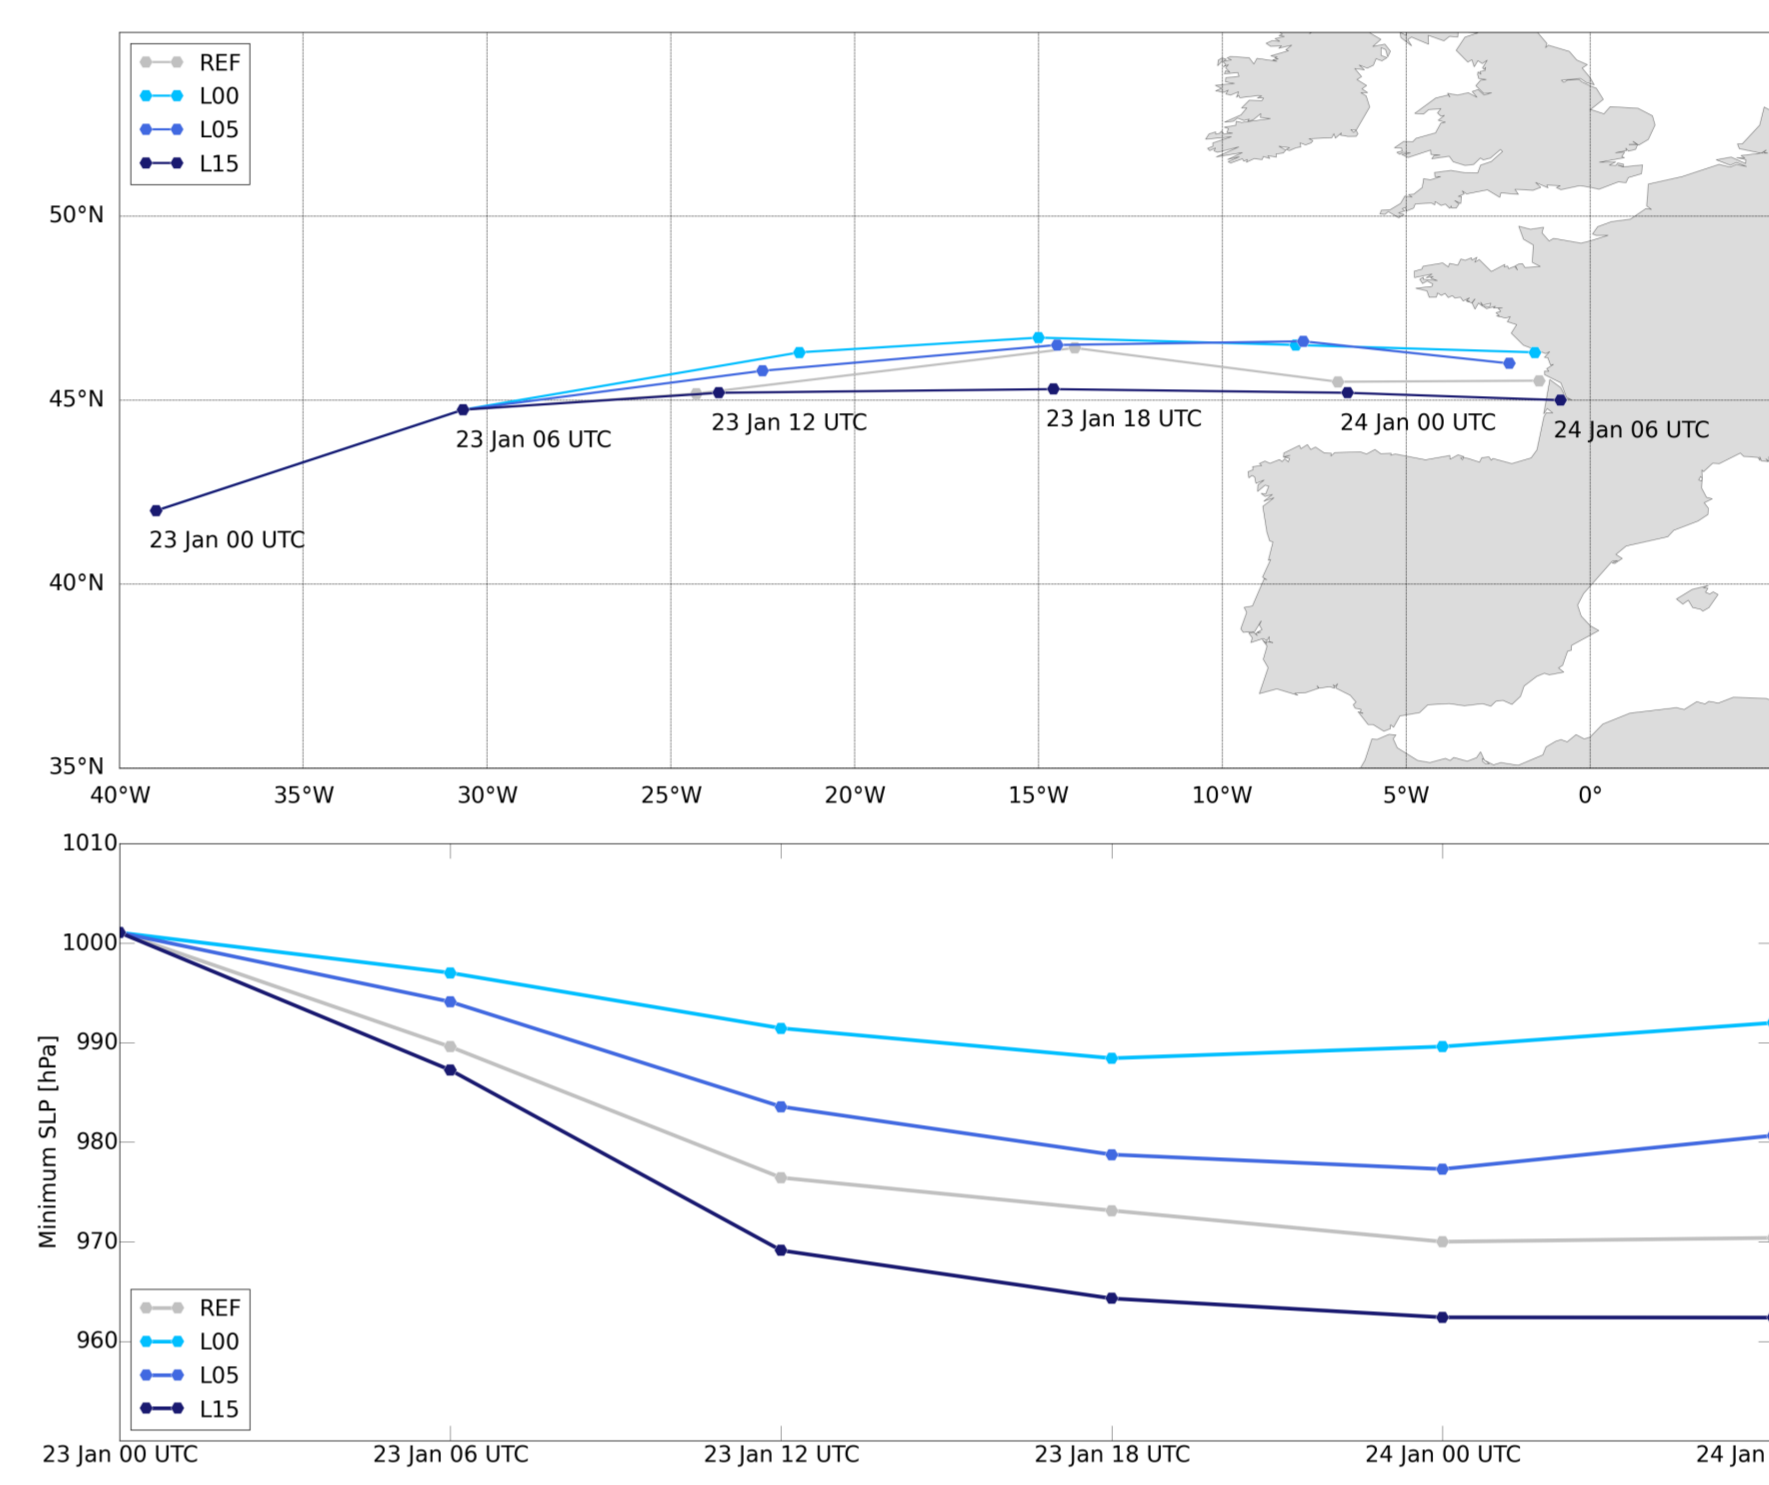 REF
L00
L05
L15
50°N
45°N
40°N
35°N
23 Jan 00 UTC
23 Jan 06 UTC
23 Jan 12 UTC
23 Jan 18 UTC
24 Jan 00 UTC
24 Jan 06 UTC
40°W 35°W 30°W 25°W 20°W 15°W 10°W 5°W 0°
1010
1000
990
980
970
960
Minimum SLP [hPa]
REF
L00
L05
L15
23 Jan 00 UTC 23 Jan 06 UTC 23 Jan 12 UTC 23 Jan 18 UTC 24 Jan 00 UTC 24 Jan